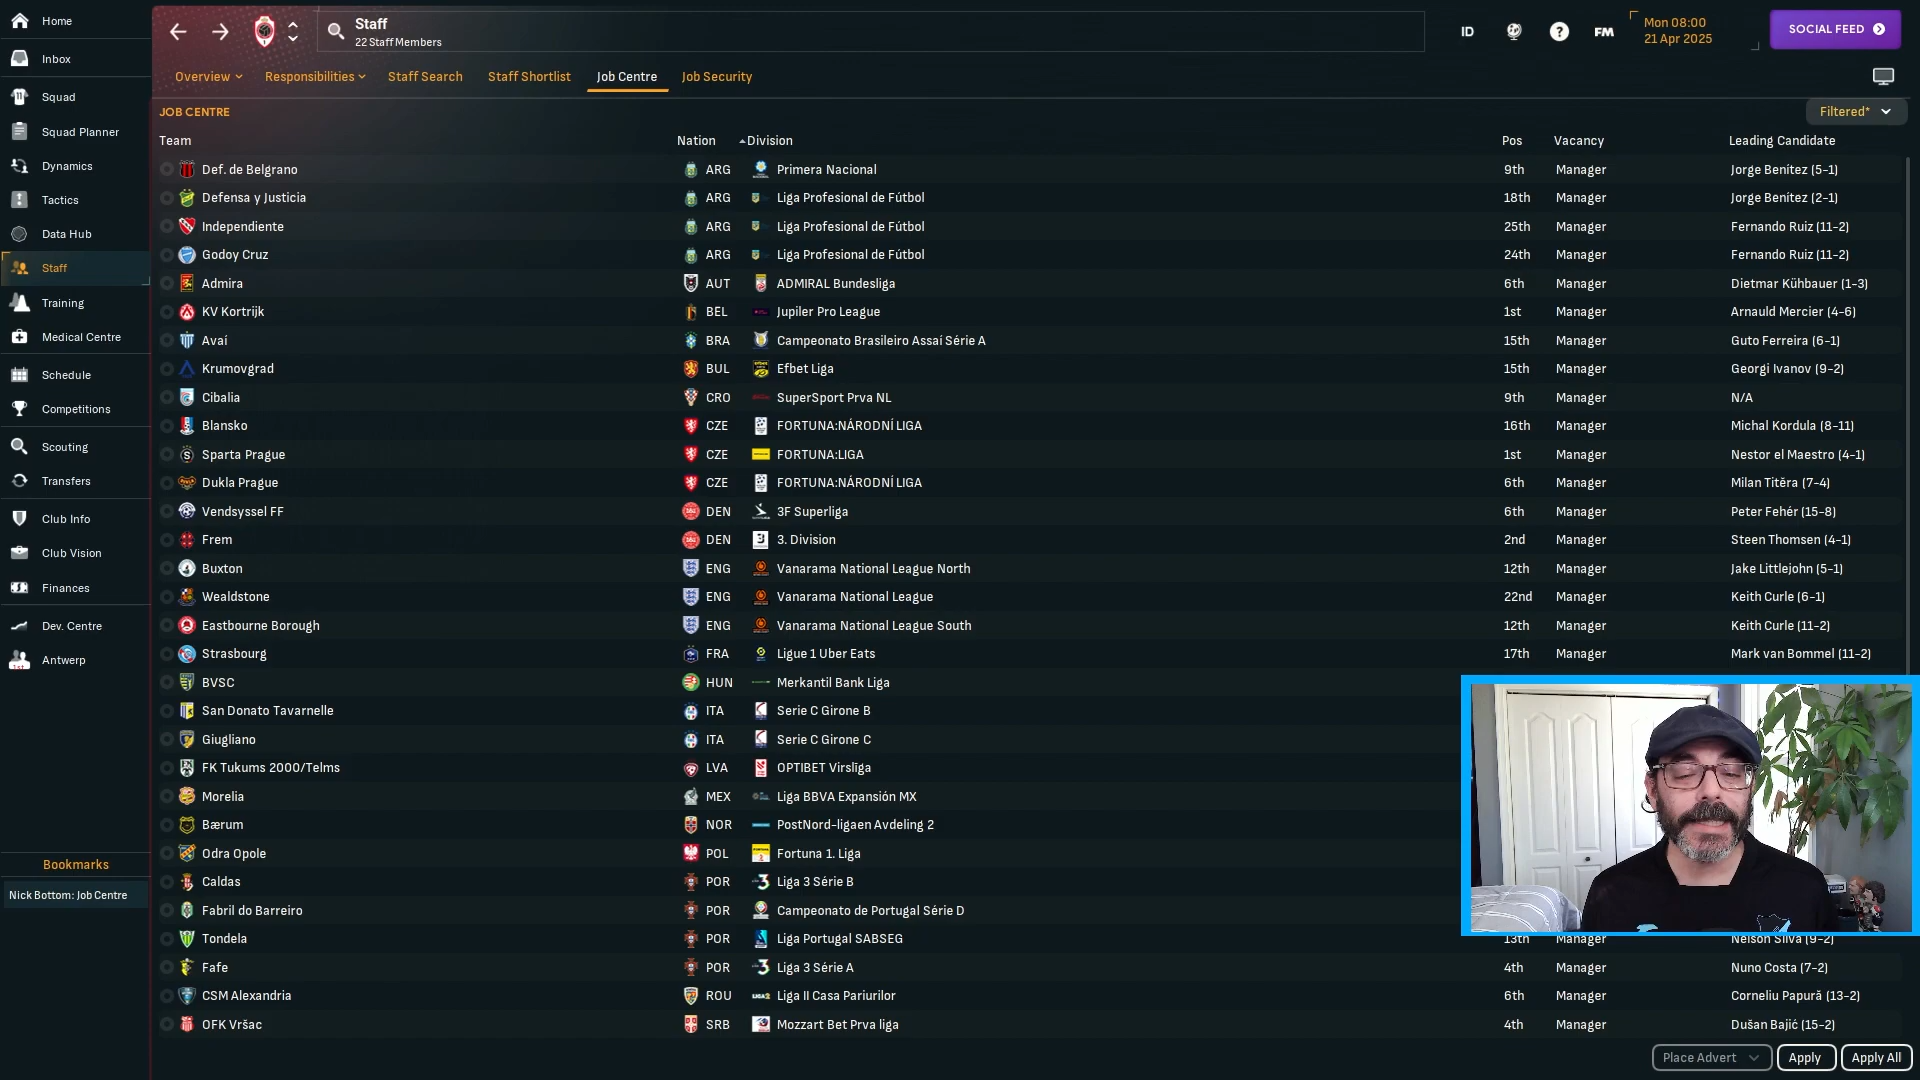 Home
Inbox
Squad
Squad Planner
Dynamics
Tactics
Data Hub
Staff
Training
Medical Centre
Schedule
Competitions
Scouting
Transfers
Club Info
Club Vision
Finances
Dev. Centre
Antwerp
Bookmarks
Nick Bottom: Job Centre
Staff
22 Staff Members
ID
FM
Mon 08:00
21 Apr 2025
SOCIAL FEED
Overview Responsibilities Staff Search Staff Shortlist Job Centre Job Security
JOB CENTRE
Filtered*
Team Nation Division Pos Vacancy Leading Candidate
Def. de Belgrano ARG Primera Nacional 9th Manager Jorge Benítez (5-1)
Defensa y Justicia ARG Liga Profesional de Fútbol 18th Manager Jorge Benítez (2-1)
Independiente ARG Liga Profesional de Fútbol 25th Manager Fernando Ruiz (11-2)
Godoy Cruz ARG Liga Profesional de Fútbol 24th Manager Fernando Ruiz (11-2)
Admira AUT ADMIRAL Bundesliga 6th Manager Dietmar Kühbauer (1-3)
KV Kortrijk BEL Jupiler Pro League 1st Manager Arnauld Mercier (4-6)
Avaí BRA Campeonato Brasileiro Assaí Série A 15th Manager Guto Ferreira (6-1)
Krumovgrad BUL Efbet Liga 15th Manager Georgi Ivanov (9-2)
Cibalia CRO SuperSport Prva NL 9th Manager N/A
Blansko CZE FORTUNA:NÁRODNÍ LIGA 16th Manager Michal Kordula (8-11)
Sparta Prague CZE FORTUNA:LIGA 1st Manager Nestor el Maestro (4-1)
Dukla Prague CZE FORTUNA:NÁRODNÍ LIGA 6th Manager Milan Titěra (7-4)
Vendsyssel FF DEN 3F Superliga 6th Manager Peter Fehér (15-8)
Frem DEN 3. Division 2nd Manager Steen Thomsen (4-1)
Buxton ENG Vanarama National League North 12th Manager Jake Littlejohn (5-1)
Wealdstone ENG Vanarama National League 22nd Manager Keith Curle (6-1)
Eastbourne Borough ENG Vanarama National League South 12th Manager Keith Curle (11-2)
Strasbourg FRA Ligue 1 Uber Eats 17th Manager Mark van Bommel (11-2)
BVSC HUN Merkantil Bank Liga
San Donato Tavarnelle ITA Serie C Girone B
Giugliano ITA Serie C Girone C
FK Tukums 2000/Telms LVA OPTIBET Virslīga
Morelia MEX Liga BBVA Expansión MX
Bærum NOR PostNord-ligaen Avdeling 2
Odra Opole POL Fortuna 1. Liga
Caldas POR Liga 3 Série B
Fabril do Barreiro POR Campeonato de Portugal Série D
Tondela POR Liga Portugal SABSEG 13th Manager Nelson Silva (9-2)
Fafe POR Liga 3 Série A 4th Manager Nuno Costa (7-2)
CSM Alexandria ROU Liga II Casa Pariurilor 6th Manager Corneliu Papură (13-2)
OFK Vršac SRB Mozzart Bet Prva liga 4th Manager Dušan Bajić (15-2)
Place Advert Apply Apply All